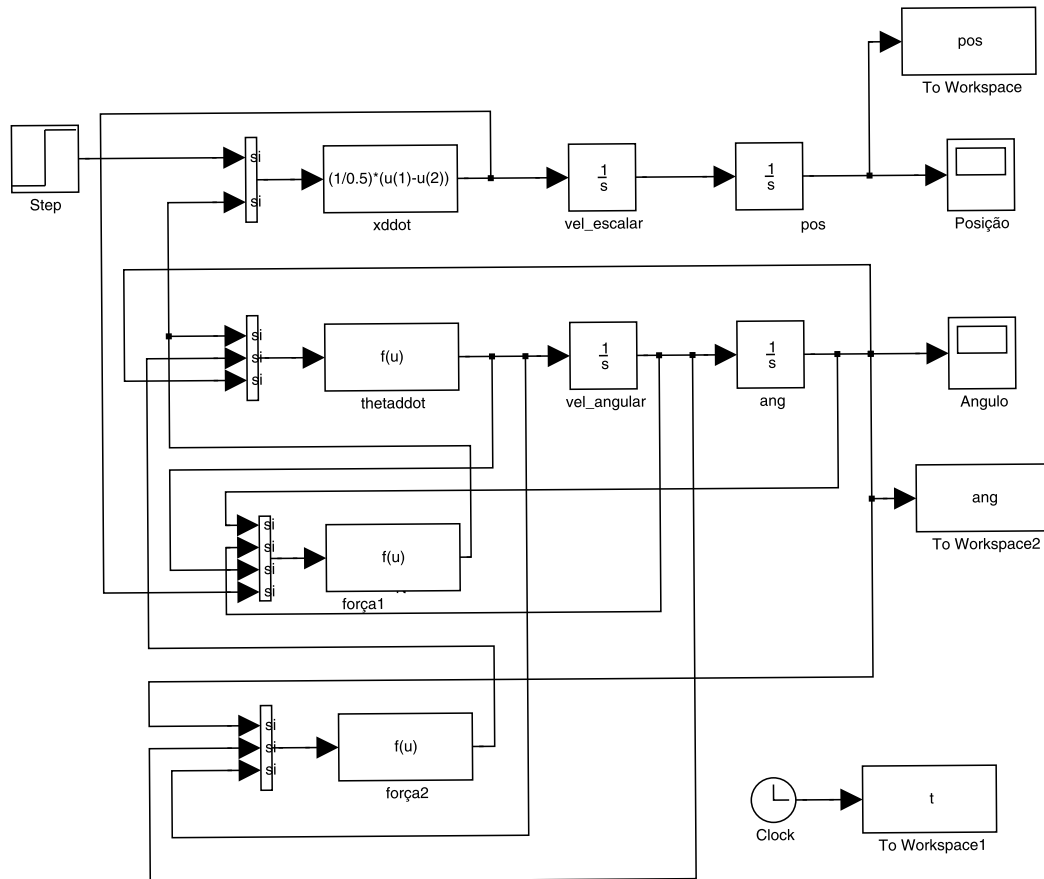 pos
To Workspace
Step
si
si
(1/0.5)*(u(1)-u(2))
xddot
1
s
vel_escalar
1
s
pos
Posição
si
si
si
f(u)
thetaddot
1
s
vel_angular
1
s
ang
Angulo
ang
To Workspace2
si
si
si
si
f(u)
força1
si
si
si
f(u)
força2
Clock
t
To Workspace1